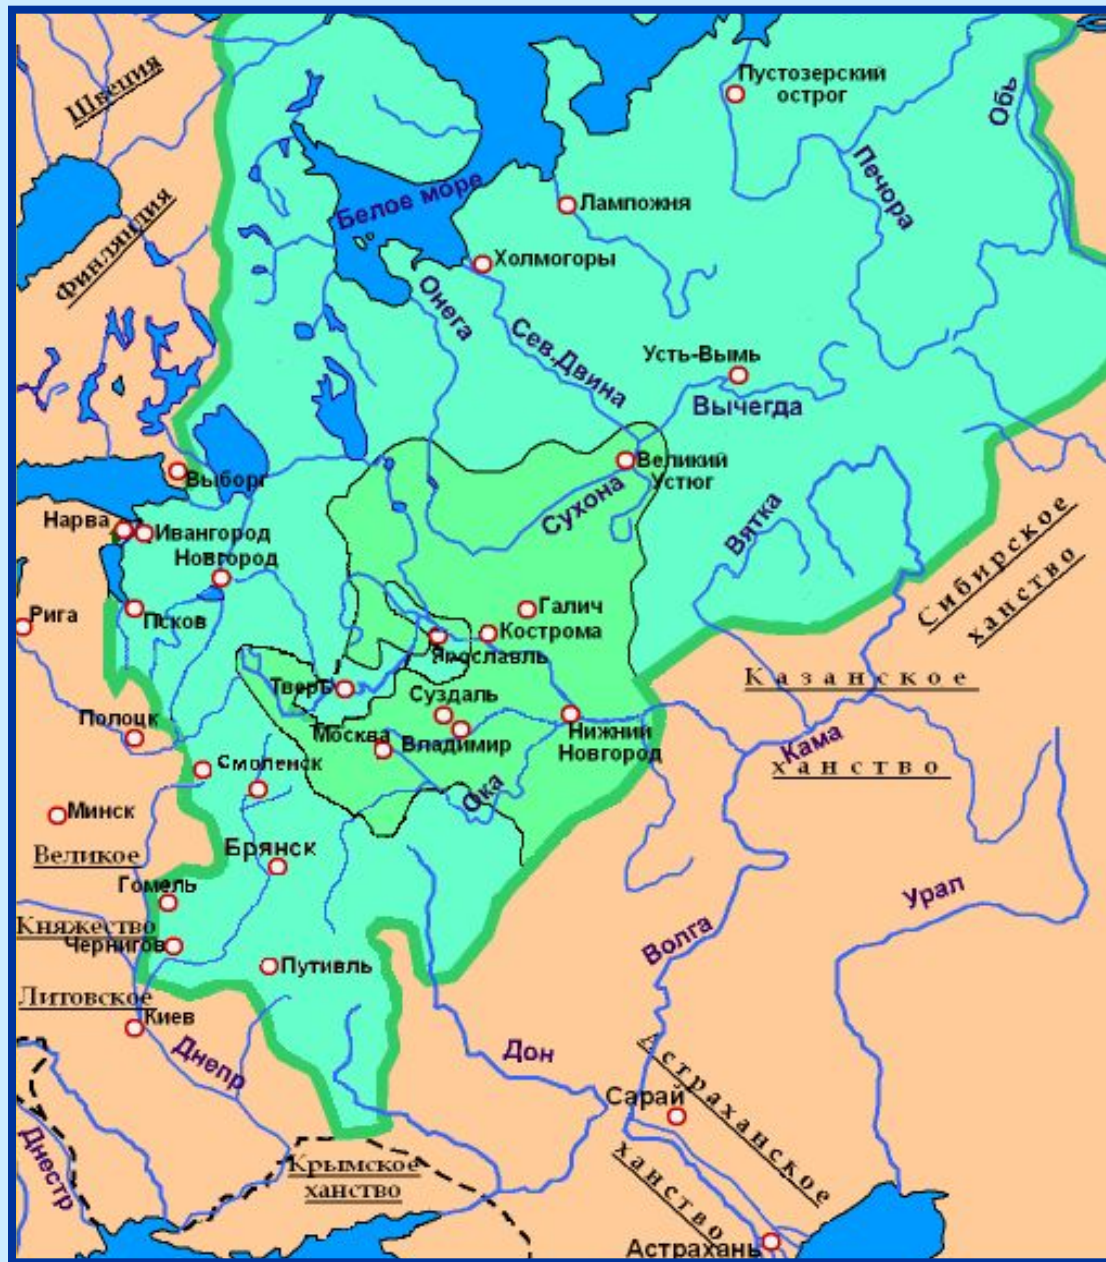 Швеция
Пустозерский
острог
Обь
Печора
Финляндия
Белое море
Лампожня
Холмогоры
Онега
Сев.Двина
Усть-Вымь
Вычегда
Выборг
Великий
Устюг
Сухона
Нарва
Ивангород
Новгород
Вятка
Сибирское
ханство
Рига
Псков
Галич
Кострома
Ярославль
Казанское
ханство
Тверь
Суздаль
Полоцк
Москва
Владимир
Нижний
Новгород
Кама
Смоленск
Ока
Минск
Великое
Брянск
Гомель
Урал
Княжество
Чернигов
Волга
Путивль
Литовское
Киев
Днепр
Дон
Сарай
Астраханское
ханство
Днестр
Крымское
ханство
Астрахань